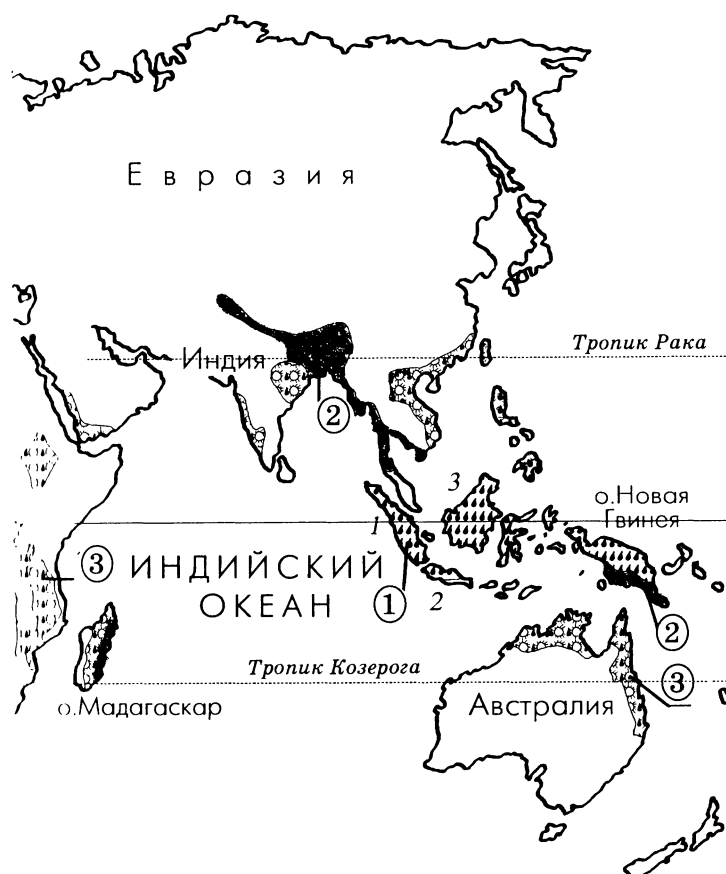 Евразия
Тропик Рака
Индия
2
3
о.Новая
Гвинея
1
3
ИНДИЙСКИЙ
ОКЕАН
1
2
2
Тропик Козерога
3
о.Мадагаскар
Австралия